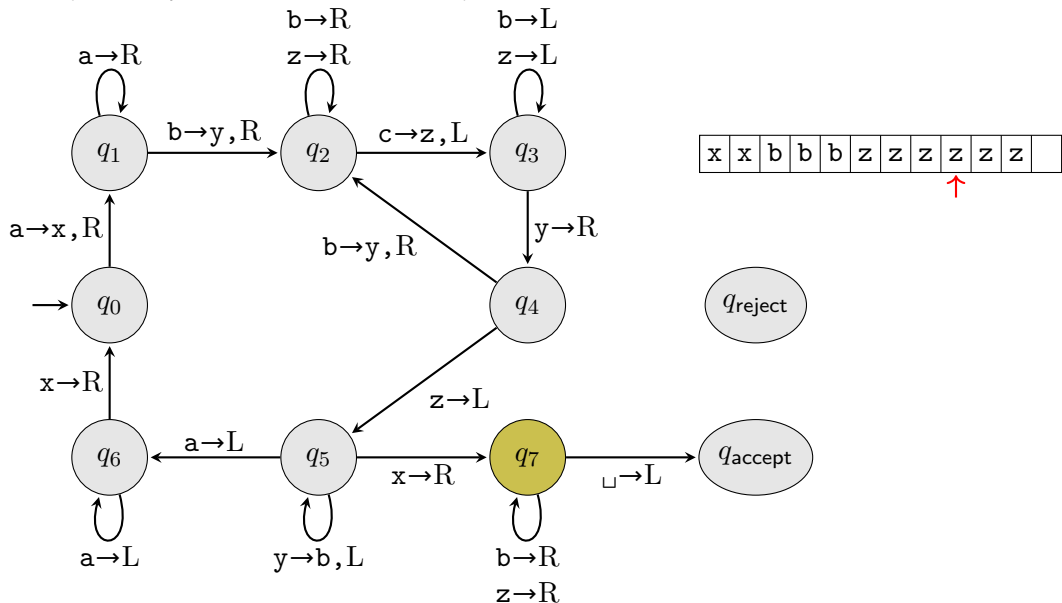 b→R
b→L
a→R
z→R
z→L
q1
b→y,R
q2
c→z,L
q3
x x b b b z z z z z z
a→x,R
b→y,R
y→R
q0
q4
qreject
x→R
z→L
q6
a→L
q5
x→R
q7
␣→L
qaccept
a→L
y→b,L
b→R
z→R